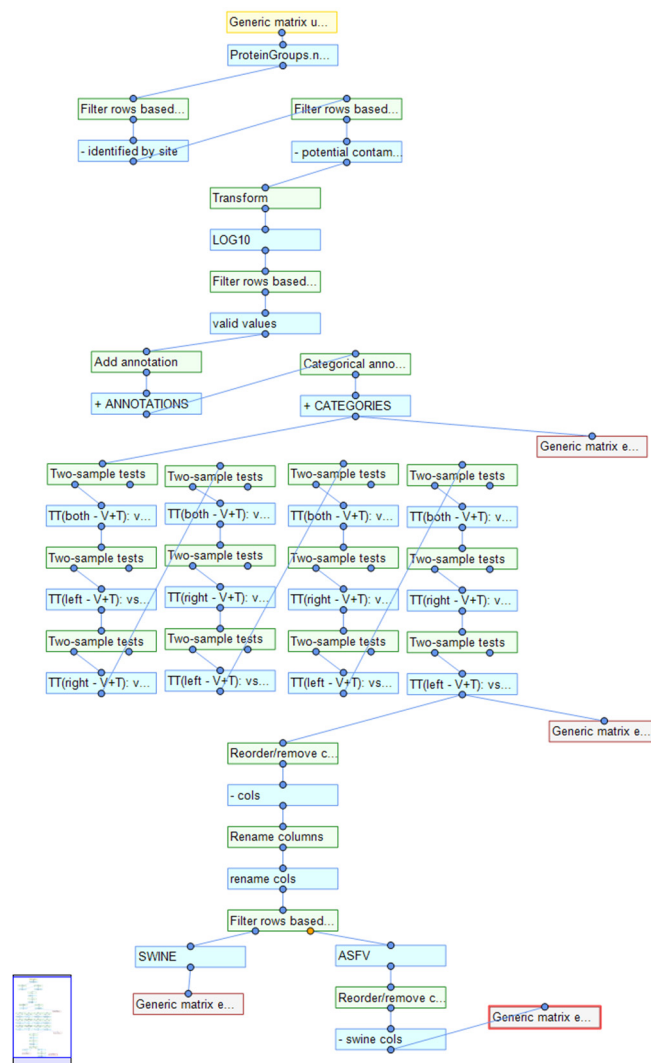 Generic matrix u...
ProteinGroups.n...
Filter rows based... Filter rows based...
- identified by site - potential contam...
Transform
LOG10
Filter rows based...
valid values
Add annotation Categorical anno...
+ ANNOTATIONS + CATEGORIES
Generic matrix e...
Two-sample tests Two-sample tests Two-sample tests Two-sample tests
TT(both - V+T): v... TT(both - V+T): v... TT(both - V+T): v... TT(both - V+T): v...
Two-sample tests Two-sample tests Two-sample tests Two-sample tests
TT(left - V+T): vs... TT(right - V+T): v... TT(right - V+T): v... TT(right - V+T): v...
Two-sample tests Two-sample tests Two-sample tests Two-sample tests
TT(right - V+T): v... TT(left - V+T): vs... TT(left - V+T): vs... TT(left - V+T): vs...
Generic matrix e...
Reorder/remove c...
- cols
Rename columns
rename cols
Filter rows based...
SWINE ASFV
Generic matrix e... Reorder/remove c... Generic matrix e...
- swine cols